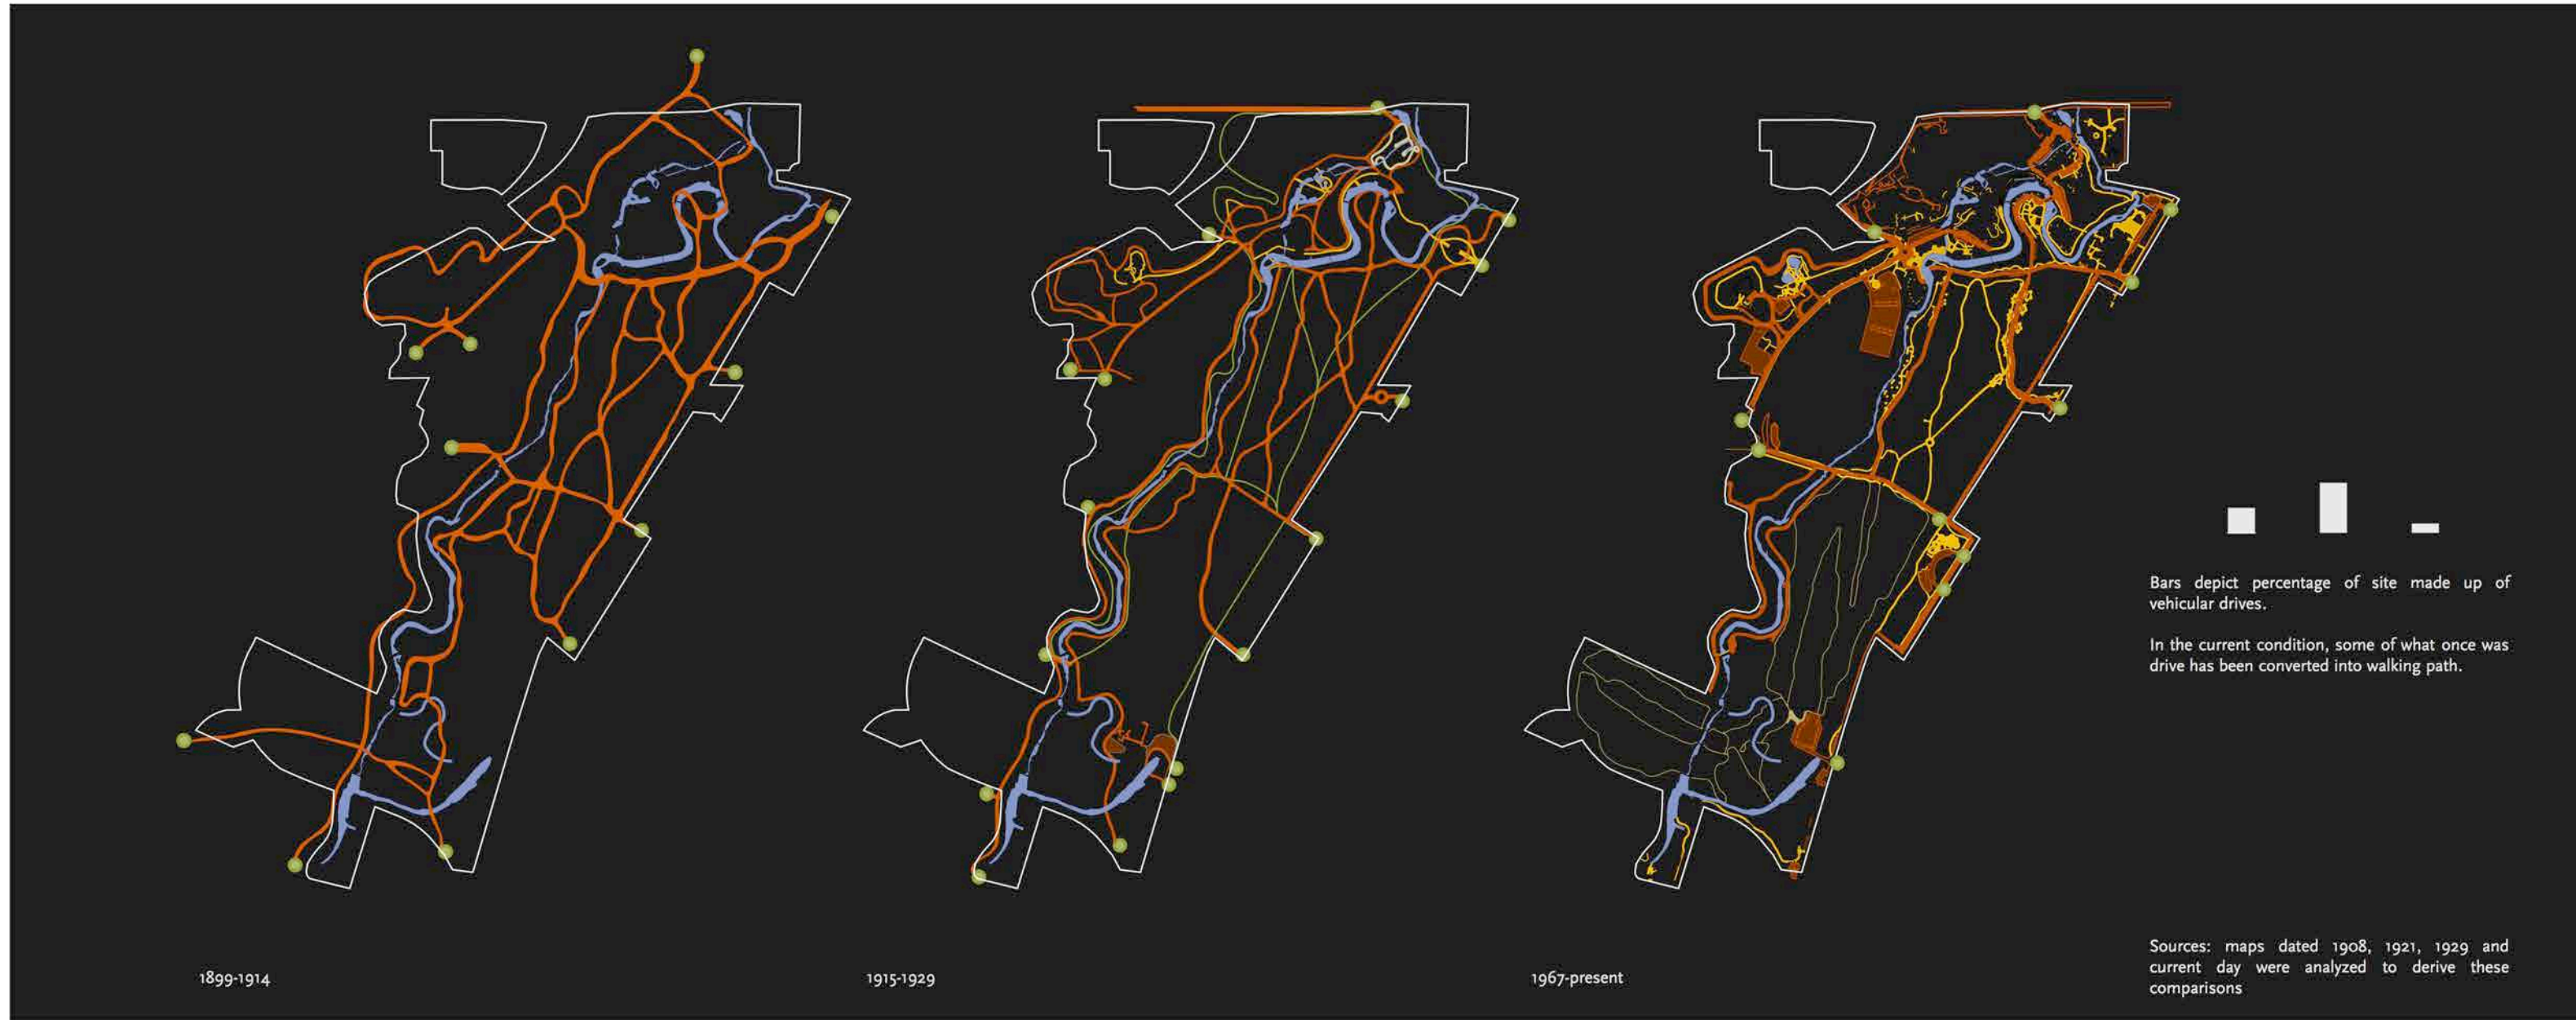 Bars depict percentage of site made up of
vehicular drives.
In the current condition, some of what once was
drive has been converted into walking path.
1899-1914
1915-1929
1967-present
Sources: maps dated 1908, 1921, 1929 and
current day were analyzed to derive these
comparisons